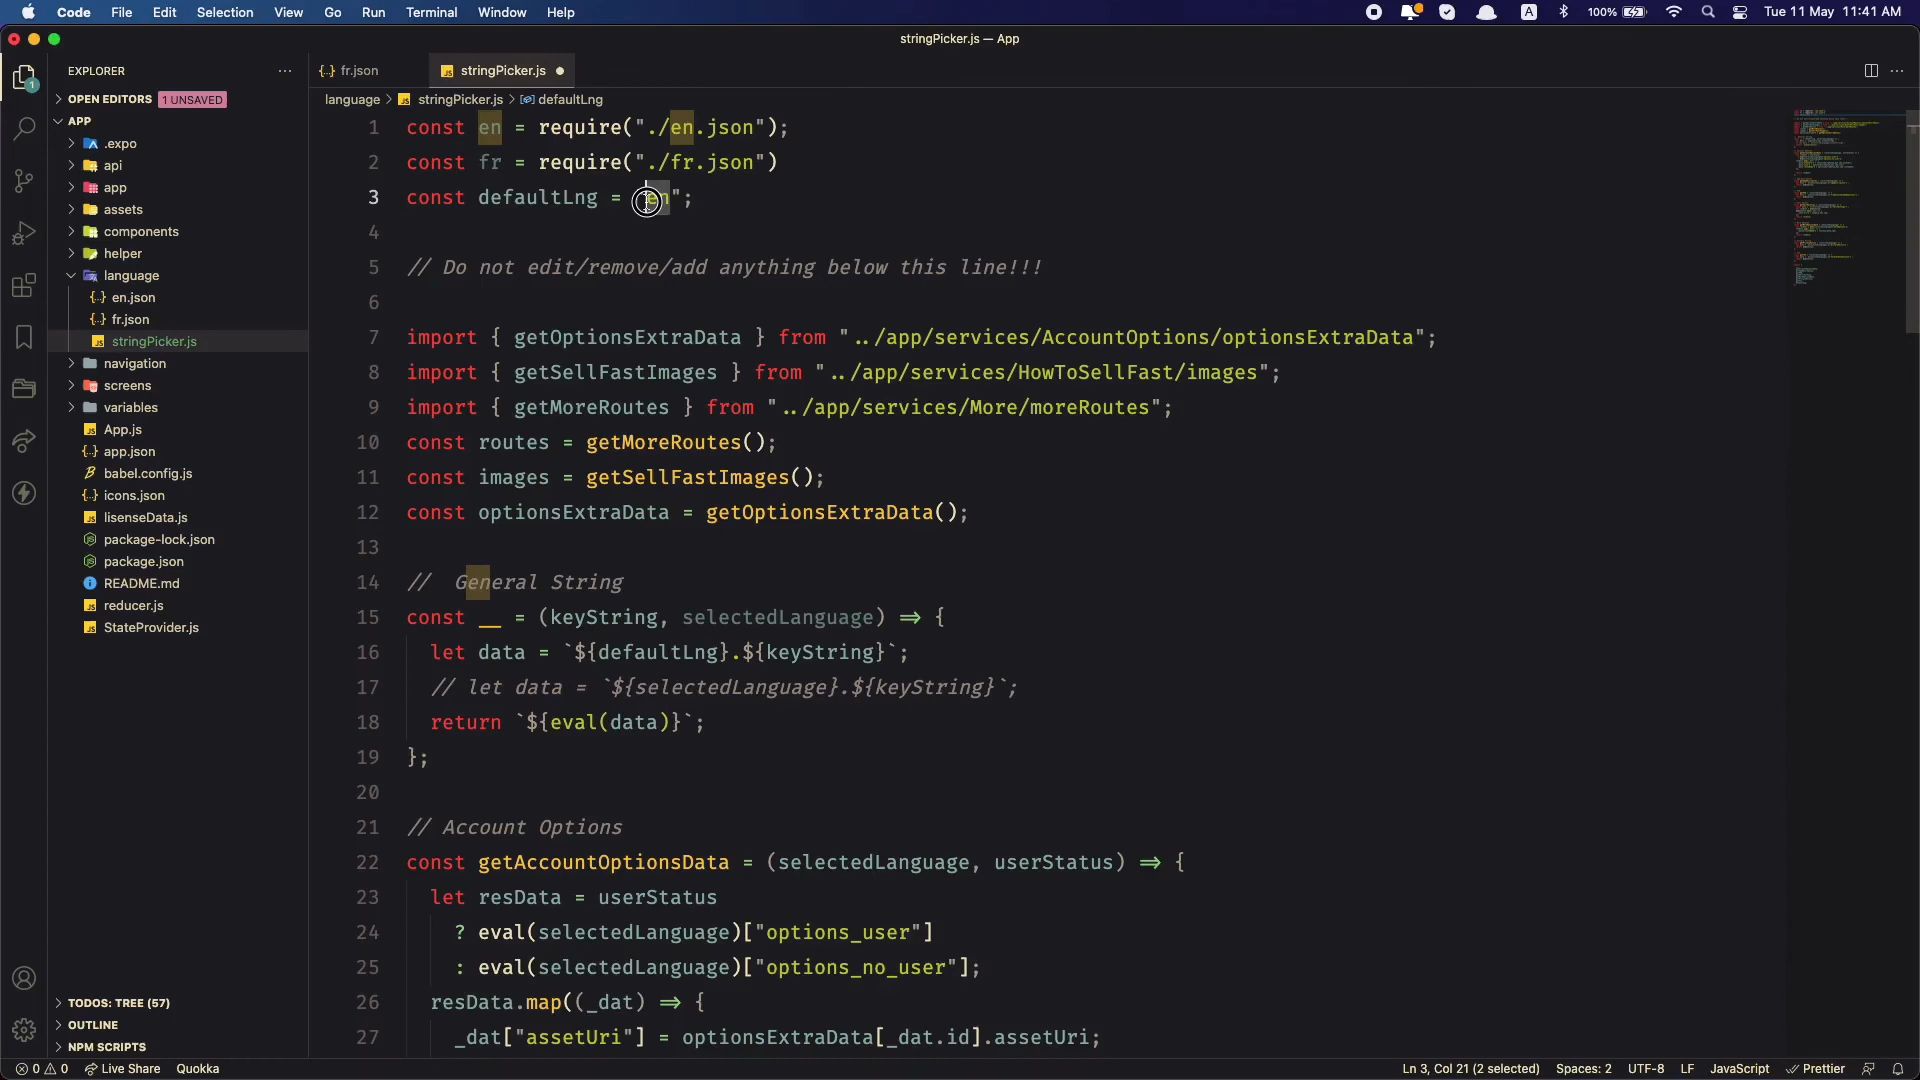 Code File Edit Selection View Go Run Terminal Window Help
A 100% Tue 11 May 11:41 AM
stringPicker.js — App
EXPLORER
OPEN EDITORS 1 UNSAVED
APP
.expo
api
app
assets
components
helper
language
en.json
fr.json
stringPicker.js
navigation
screens
variables
App.js
app.json
babel.config.js
icons.json
lisenseData.js
package-lock.json
package.json
README.md
reducer.js
StateProvider.js
TODOS: TREE (57)
OUTLINE
NPM SCRIPTS
fr.json
stringPicker.js
language > stringPicker.js > defaultLng
1 const en = require("./en.json");
2 const fr = require("./fr.json")
3 const defaultLng = "en";
4
5 // Do not edit/remove/add anything below this line!!!
6
7 import { getOptionsExtraData } from "../app/services/AccountOptions/optionsExtraData";
8 import { getSellFastImages } from "../app/services/HowToSellFast/images";
9 import { getMoreRoutes } from "../app/services/More/moreRoutes";
10 const routes = getMoreRoutes();
11 const images = getSellFastImages();
12 const optionsExtraData = getOptionsExtraData();
13
14 // General String
15 const __ = (keyString, selectedLanguage) => {
16 let data = `${defaultLng}.${keyString}`;
17 // let data = `${selectedLanguage}.${keyString}`;
18 return `${eval(data)}`;
19 };
20
21 // Account Options
22 const getAccountOptionsData = (selectedLanguage, userStatus) => {
23 let resData = userStatus
24 ? eval(selectedLanguage)["options_user"]
25 : eval(selectedLanguage)["options_no_user"];
26 resData.map((_dat) => {
27 _dat["assetUri"] = optionsExtraData[_dat.id].assetUri;
0 0 Live Share Quokka
Ln 3, Col 21 (2 selected) Spaces: 2 UTF-8 LF JavaScript Prettier